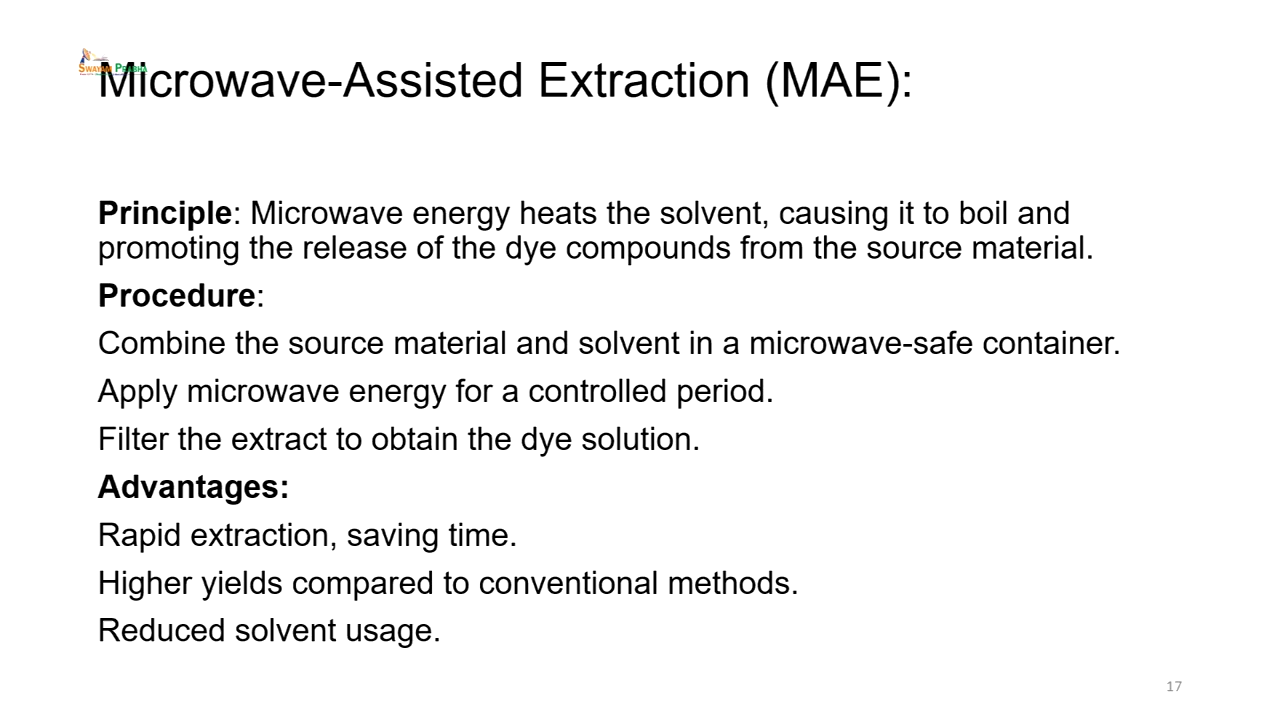 SWAYAM PRABHA
Microwave-Assisted Extraction (MAE):
Principle: Microwave energy heats the solvent, causing it to boil and
promoting the release of the dye compounds from the source material.
Procedure:
Combine the source material and solvent in a microwave-safe container.
Apply microwave energy for a controlled period.
Filter the extract to obtain the dye solution.
Advantages:
Rapid extraction, saving time.
Higher yields compared to conventional methods.
Reduced solvent usage.
17